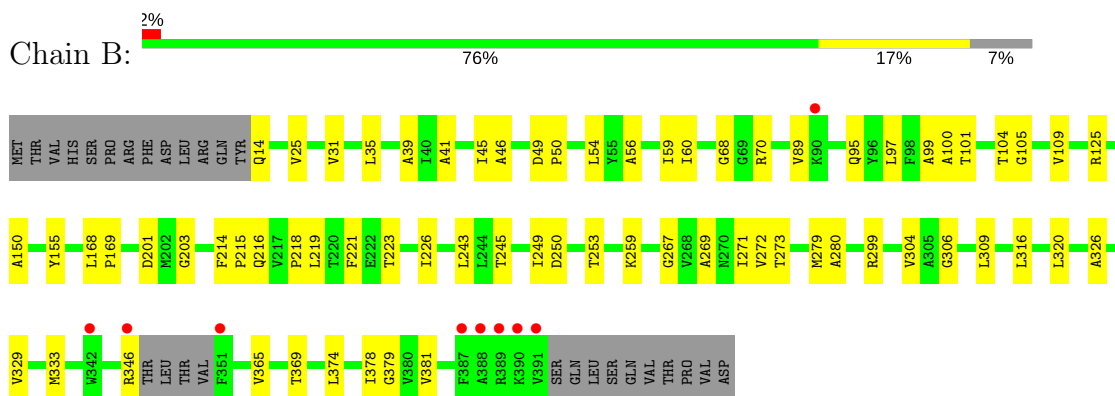 2%
Chain B:
76% 17% 7%
MET THR VAL HIS SER PRO ARG PHE ASP LEU ARG GLN TYR Q14 V25 V31 L35 A39 I40 A41 I45 A46 D49 P50 L54 Y55 A56 I59 I60 G68 G69 R70 V89 K90 Q95 Y96 L97 F98 A99 A100 T101 T104 G105 V109 R125
A150 Y155 L168 P169 D201 M202 G203 F214 P215 Q216 V217 P218 L219 T220 F221 E222 T223 I226 L243 L244 T245 I249 D250 T253 K259 G267 V268 A269 N270 I271 V272 T273 M279 A280 R299 V304 A305 G306 L309 L316 L320 A326
V329 M333 W342 R346 THR LEU THR VAL F351 V365 T369 L374 I378 G379 V380 V381 F387 A388 R389 K390 V391 SER GLN LEU SER GLN VAL THR PRO VAL ASP